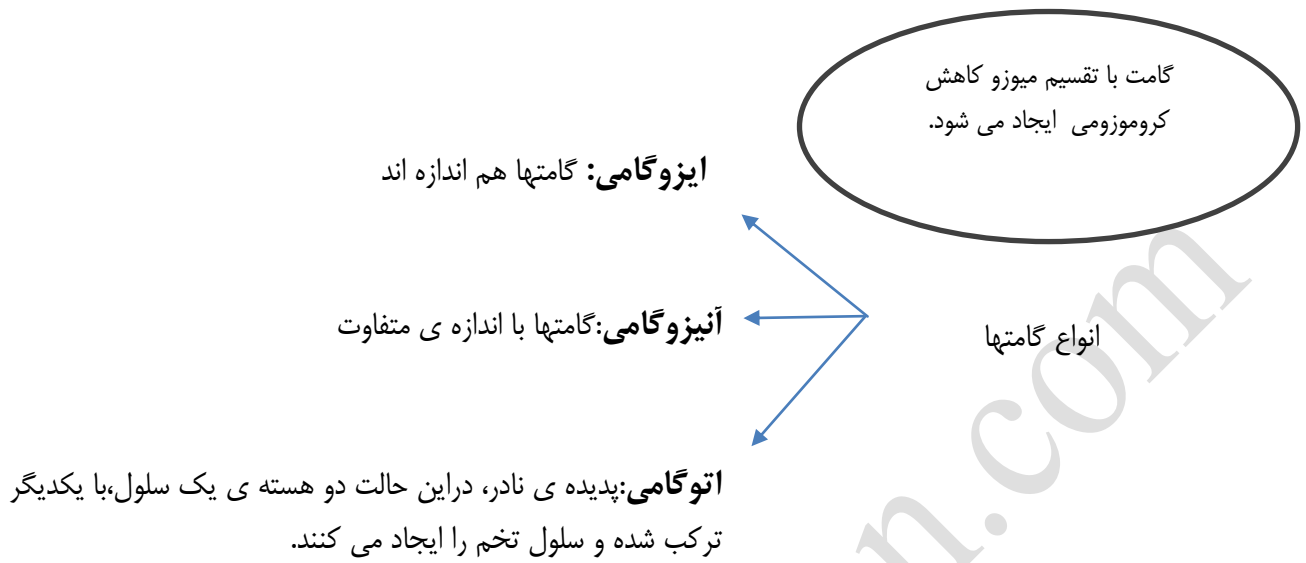 گامت با تقسیم میوزو کاهش
کروموزومی ایجاد می شود.
ایزوگامی: گامتها هم اندازه اند
انواع گامتها
آنیزوگامی:گامتها با اندازه ی متفاوت
اتوگامی:پدیده ی نادر، دراین حالت دو هسته ی یک سلول،با یکدیگر
ترکب شده و سلول تخم را ایجاد می کنند.
n.com